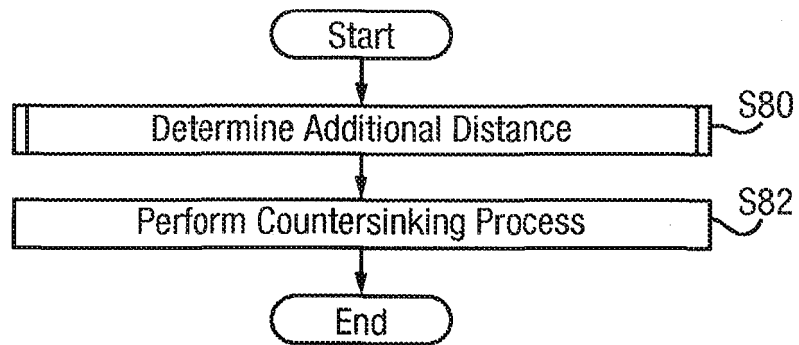 Start
Determine Additional Distance
S80
Perform Countersinking Process
S82
End